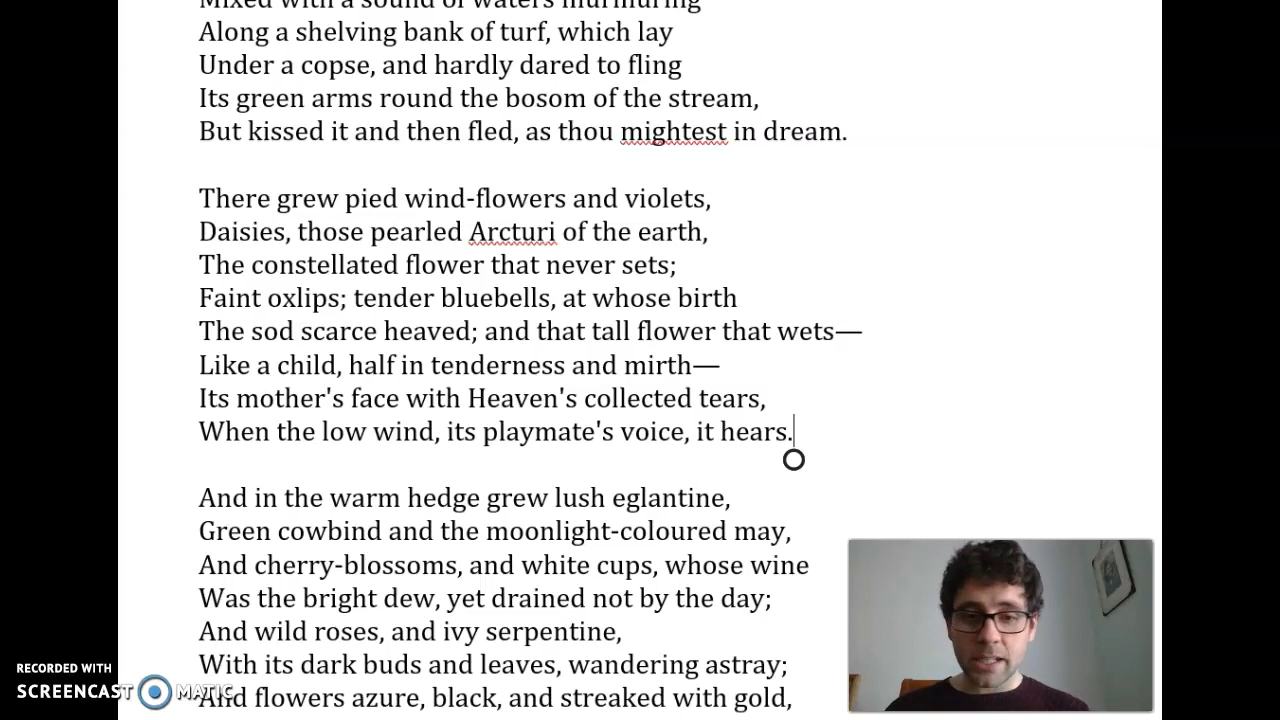 Mixed with a sound of waters murmuring
Along a shelving bank of turf, which lay
Under a copse, and hardly dared to fling
Its green arms round the bosom of the stream,
But kissed it and then fled, as thou mightest in dream.
There grew pied wind-flowers and violets,
Daisies, those pearled Arcturi of the earth,
The constellated flower that never sets;
Faint oxlips; tender bluebells, at whose birth
The sod scarce heaved; and that tall flower that wets—
Like a child, half in tenderness and mirth—
Its mother's face with Heaven's collected tears,
When the low wind, its playmate's voice, it hears.
And in the warm hedge grew lush eglantine,
Green cowbind and the moonlight-coloured may,
And cherry-blossoms, and white cups, whose wine
Was the bright dew, yet drained not by the day;
And wild roses, and ivy serpentine,
With its dark buds and leaves, wandering astray;
And flowers azure, black, and streaked with gold,
RECORDED WITH
SCREENCAST MATIC